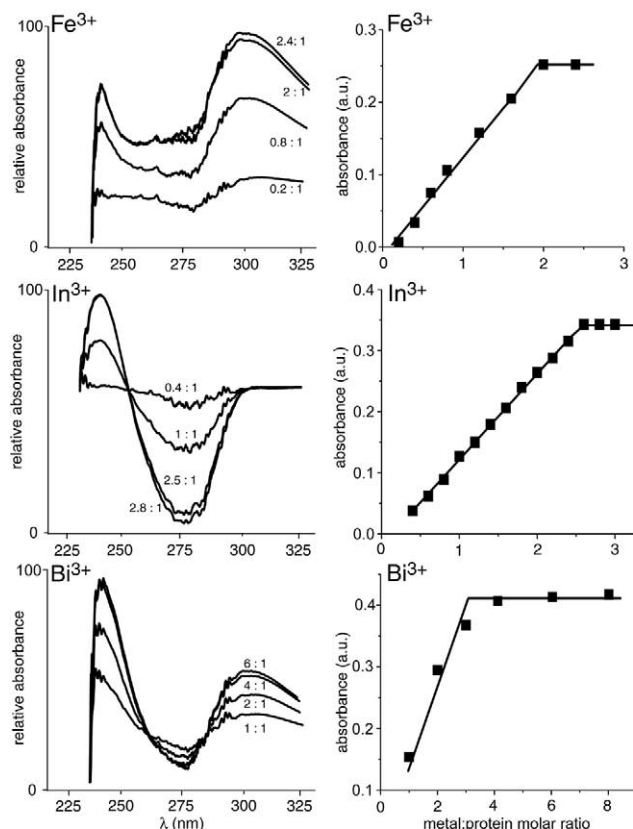 Fe3+
100
relative absorbance
2.4:1
2 : 1
0.8 : 1
0.2 : 1
0
225 250 275 300 325
Fe3+
absorbance (a.u.)
0.3
0.2
0.1
0.0
0 1 2 3
In3+
100
relative absorbance
0.4 : 1
1 : 1
2.5 : 1
2.8 : 1
0
225 250 275 300 325
In3+
absorbance (a.u.)
0.4
0.3
0.2
0.1
0.0
0 1 2 3
Bi3+
100
relative absorbance
6 : 1
4 : 1
2 : 1
1 : 1
0
225 250 275 300 325
λ (nm)
Bi3+
absorbance (a.u.)
0.4
0.3
0.2
0.1
0 2 4 6 8
metal:protein molar ratio